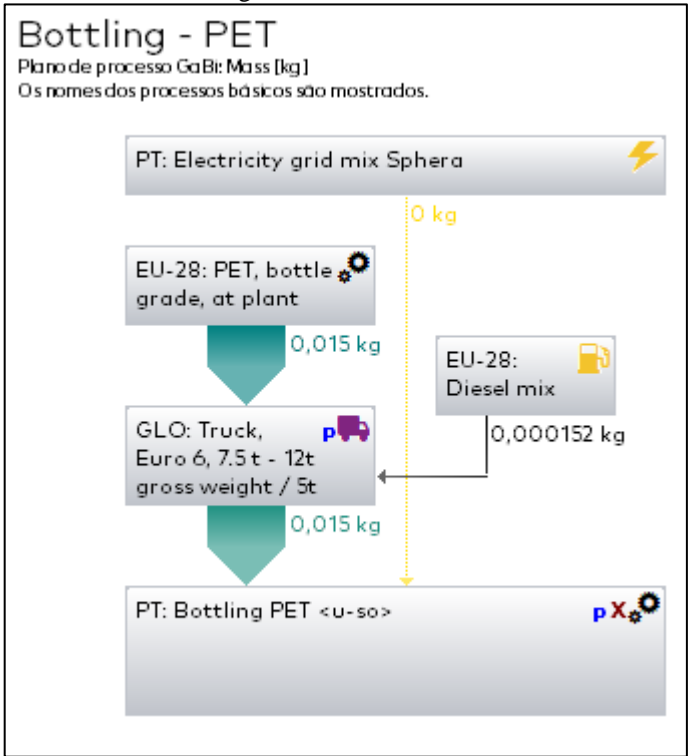 Bottling - PET
Plano de processo GaBi: Mass [kg]
Os nomes dos processos básicos são mostrados.
PT: Electricity grid mix Sphera
0 kg
EU-28: PET, bottle
grade, at plant
0,015 kg
EU-28:
Diesel mix
0,000152 kg
GLO: Truck,
Euro 6, 7.5 t - 12t
gross weight / 5t
p
0,015 kg
PT: Bottling PET <u-so>
p X